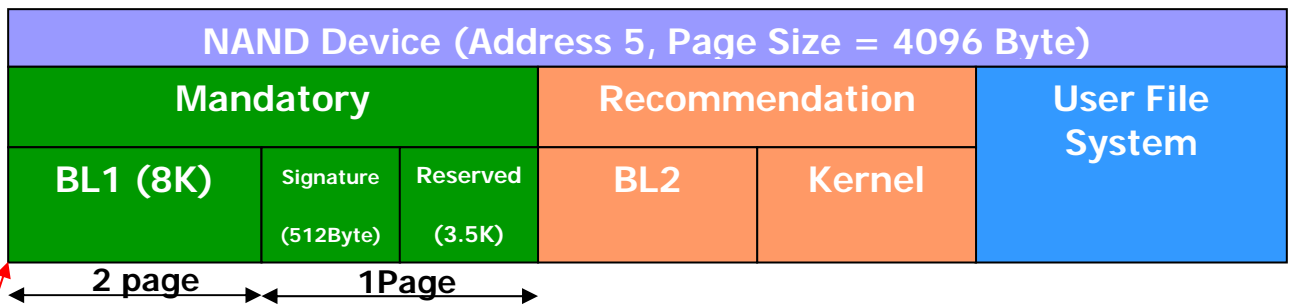 NAND Device (Address 5, Page Size = 4096 Byte)
Mandatory
Recommendation
User File
System
BL1 (8K)
Signature
(512Byte)
Reserved
(3.5K)
BL2
Kernel
2 page
1Page